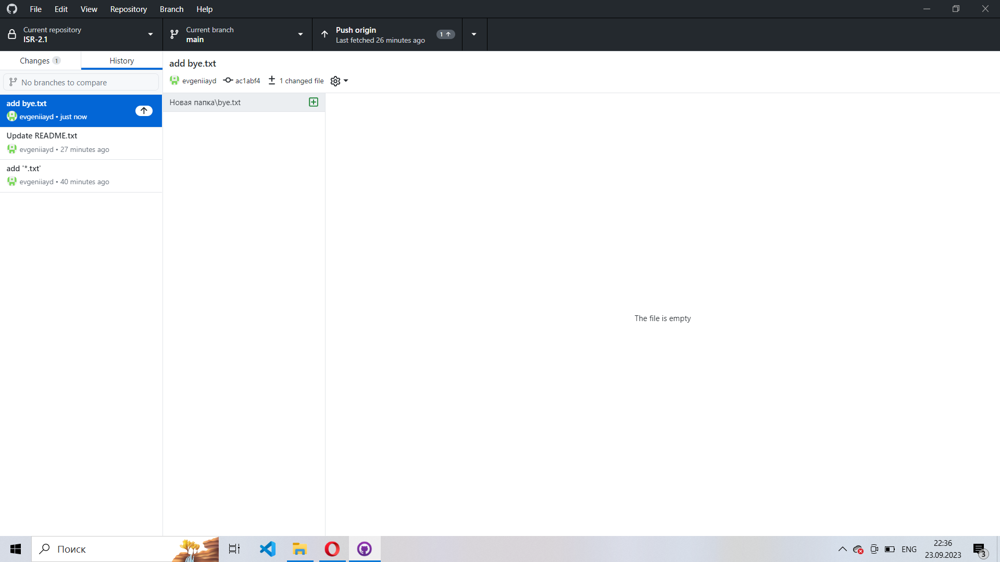 File Edit View Repository Branch Help
Current repository
ISR-2.1
Current branch
main
Push origin
Last fetched 26 minutes ago
1
Changes 1
History
No branches to compare
add bye.txt
evgeniiayd • just now
Update README.txt
evgeniiayd • 27 minutes ago
add '*.txt'
evgeniiayd • 40 minutes ago
add bye.txt
evgeniiayd ac1abf4 1 changed file
Новая папка\bye.txt
The file is empty
Поиск
ENG
22:36
23.09.2023
3